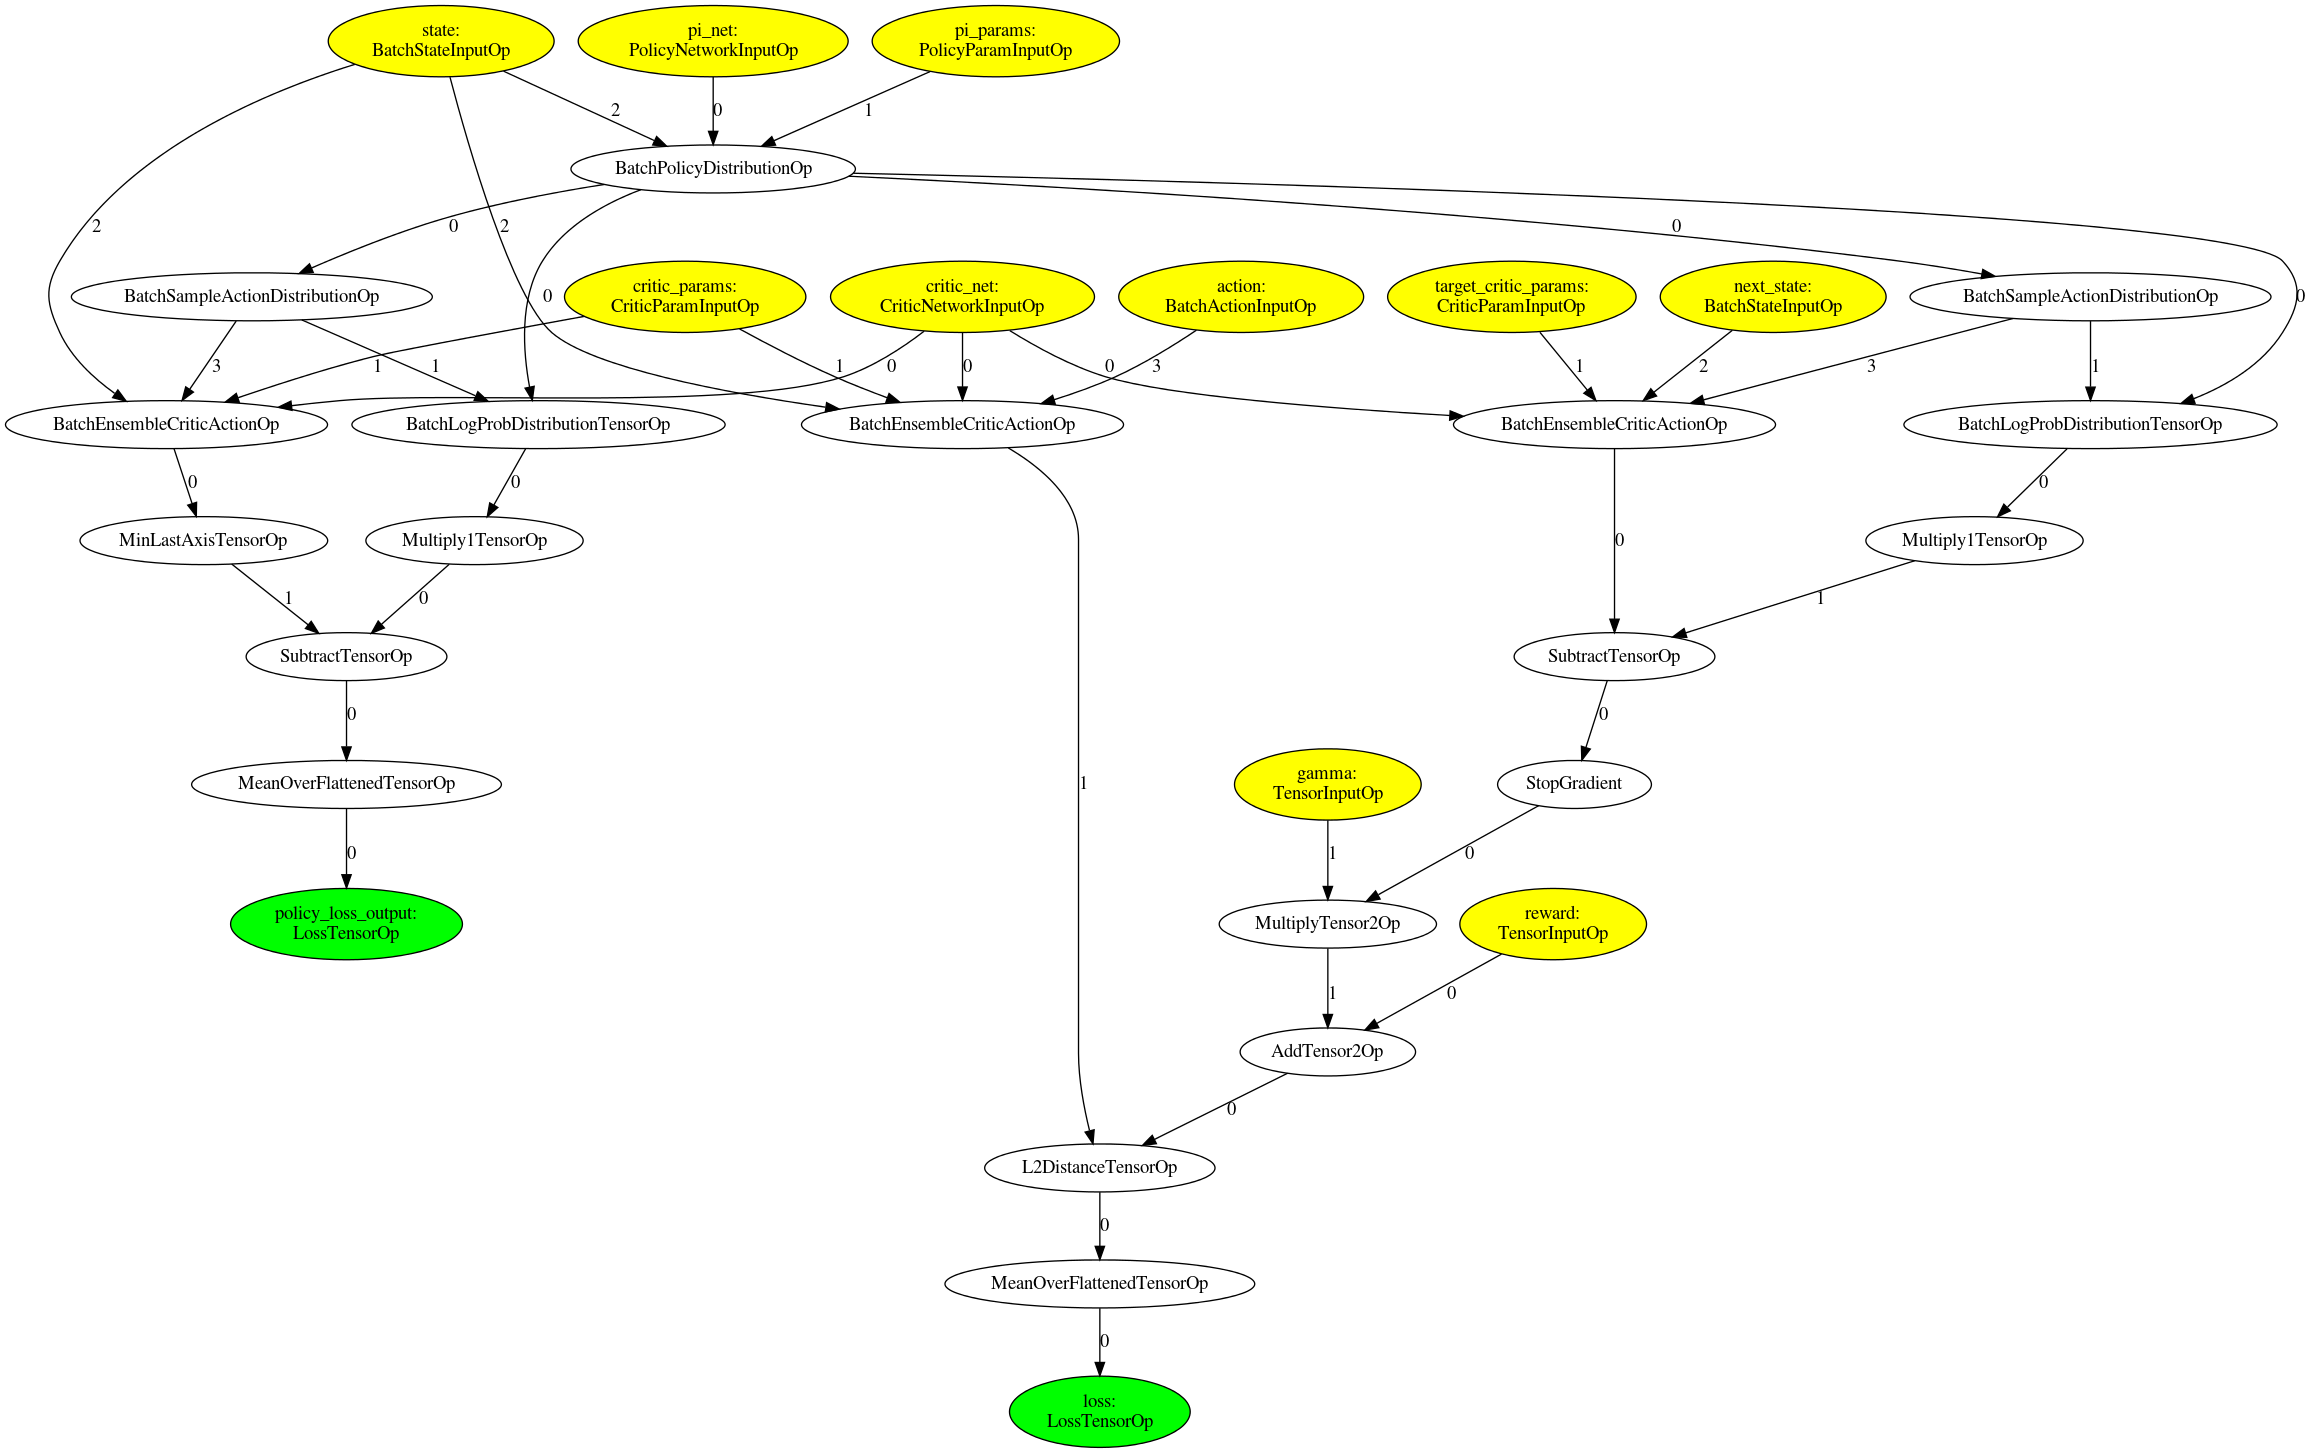 state:
BatchStateInputOp
pi_net:
PolicyNetworkInputOp
pi_params:
PolicyParamInputOp
2
0
1
BatchPolicyDistributionOp
2
0
2
0
BatchSampleActionDistributionOp
0
critic_params:
CriticParamInputOp
critic_net:
CriticNetworkInputOp
action:
BatchActionInputOp
target_critic_params:
CriticParamInputOp
next_state:
BatchStateInputOp
BatchSampleActionDistributionOp
0
3
1
1
1
0
0
0
3
1
2
3
1
BatchEnsembleCriticActionOp
BatchLogProbDistributionTensorOp
BatchEnsembleCriticActionOp
BatchEnsembleCriticActionOp
BatchLogProbDistributionTensorOp
0
0
0
MinLastAxisTensorOp
Multiply1TensorOp
0
Multiply1TensorOp
1
0
1
SubtractTensorOp
SubtractTensorOp
0
0
MeanOverFlattenedTensorOp
1
gamma:
TensorInputOp
StopGradient
0
1
0
policy_loss_output:
LossTensorOp
MultiplyTensor2Op
reward:
TensorInputOp
1
0
AddTensor2Op
0
L2DistanceTensorOp
0
MeanOverFlattenedTensorOp
0
loss:
LossTensorOp